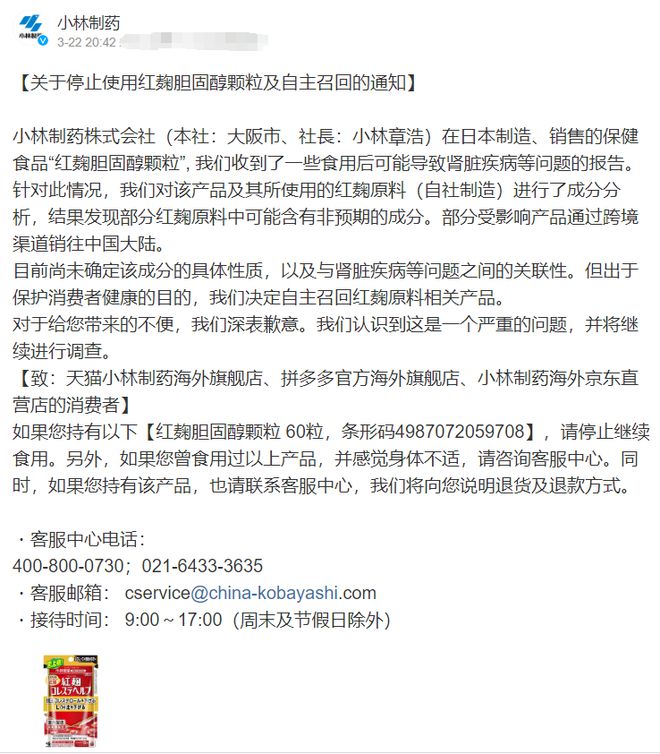 小林制药
小林制药
3-22 20:42
【关于停止使用红麹胆固醇颗粒及自主召回的通知】
小林制药株式会社（本社：大阪市、社長：小林章浩）在日本制造、销售的保健
食品“红麹胆固醇颗粒”, 我们收到了一些食用后可能导致肾脏疾病等问题的报告。
针对此情况，我们对该产品及其所使用的红麹原料（自社制造）进行了成分分
析，结果发现部分红麹原料中可能含有非预期的成分。部分受影响产品通过跨境
渠道销往中国大陆。
目前尚未确定该成分的具体性质，以及与肾脏疾病等问题之间的关联性。但出于
保护消费者健康的目的，我们决定自主召回红麹原料相关产品。
对于给您带来的不便，我们深表歉意。我们认识到这是一个严重的问题，并将继
续进行调查。
【致：天猫小林制药海外旗舰店、拼多多官方海外旗舰店、小林制药海外京东直
营店的消费者】
如果您持有以下【红麹胆固醇颗粒 60粒，条形码4987072059708】，请停止继续
食用。另外，如果您曾食用过以上产品，并感觉身体不适，请咨询客服中心。同
时，如果您持有该产品，也请联系客服中心，我们将向您说明退货及退款方式。
・客服中心电话：
400-800-0730；021-6433-3635
・客服邮箱： cservice@china-kobayashi.com
・接待时间： 9:00～17:00（周末及节假日除外）
紅麹
コレステヘルプ